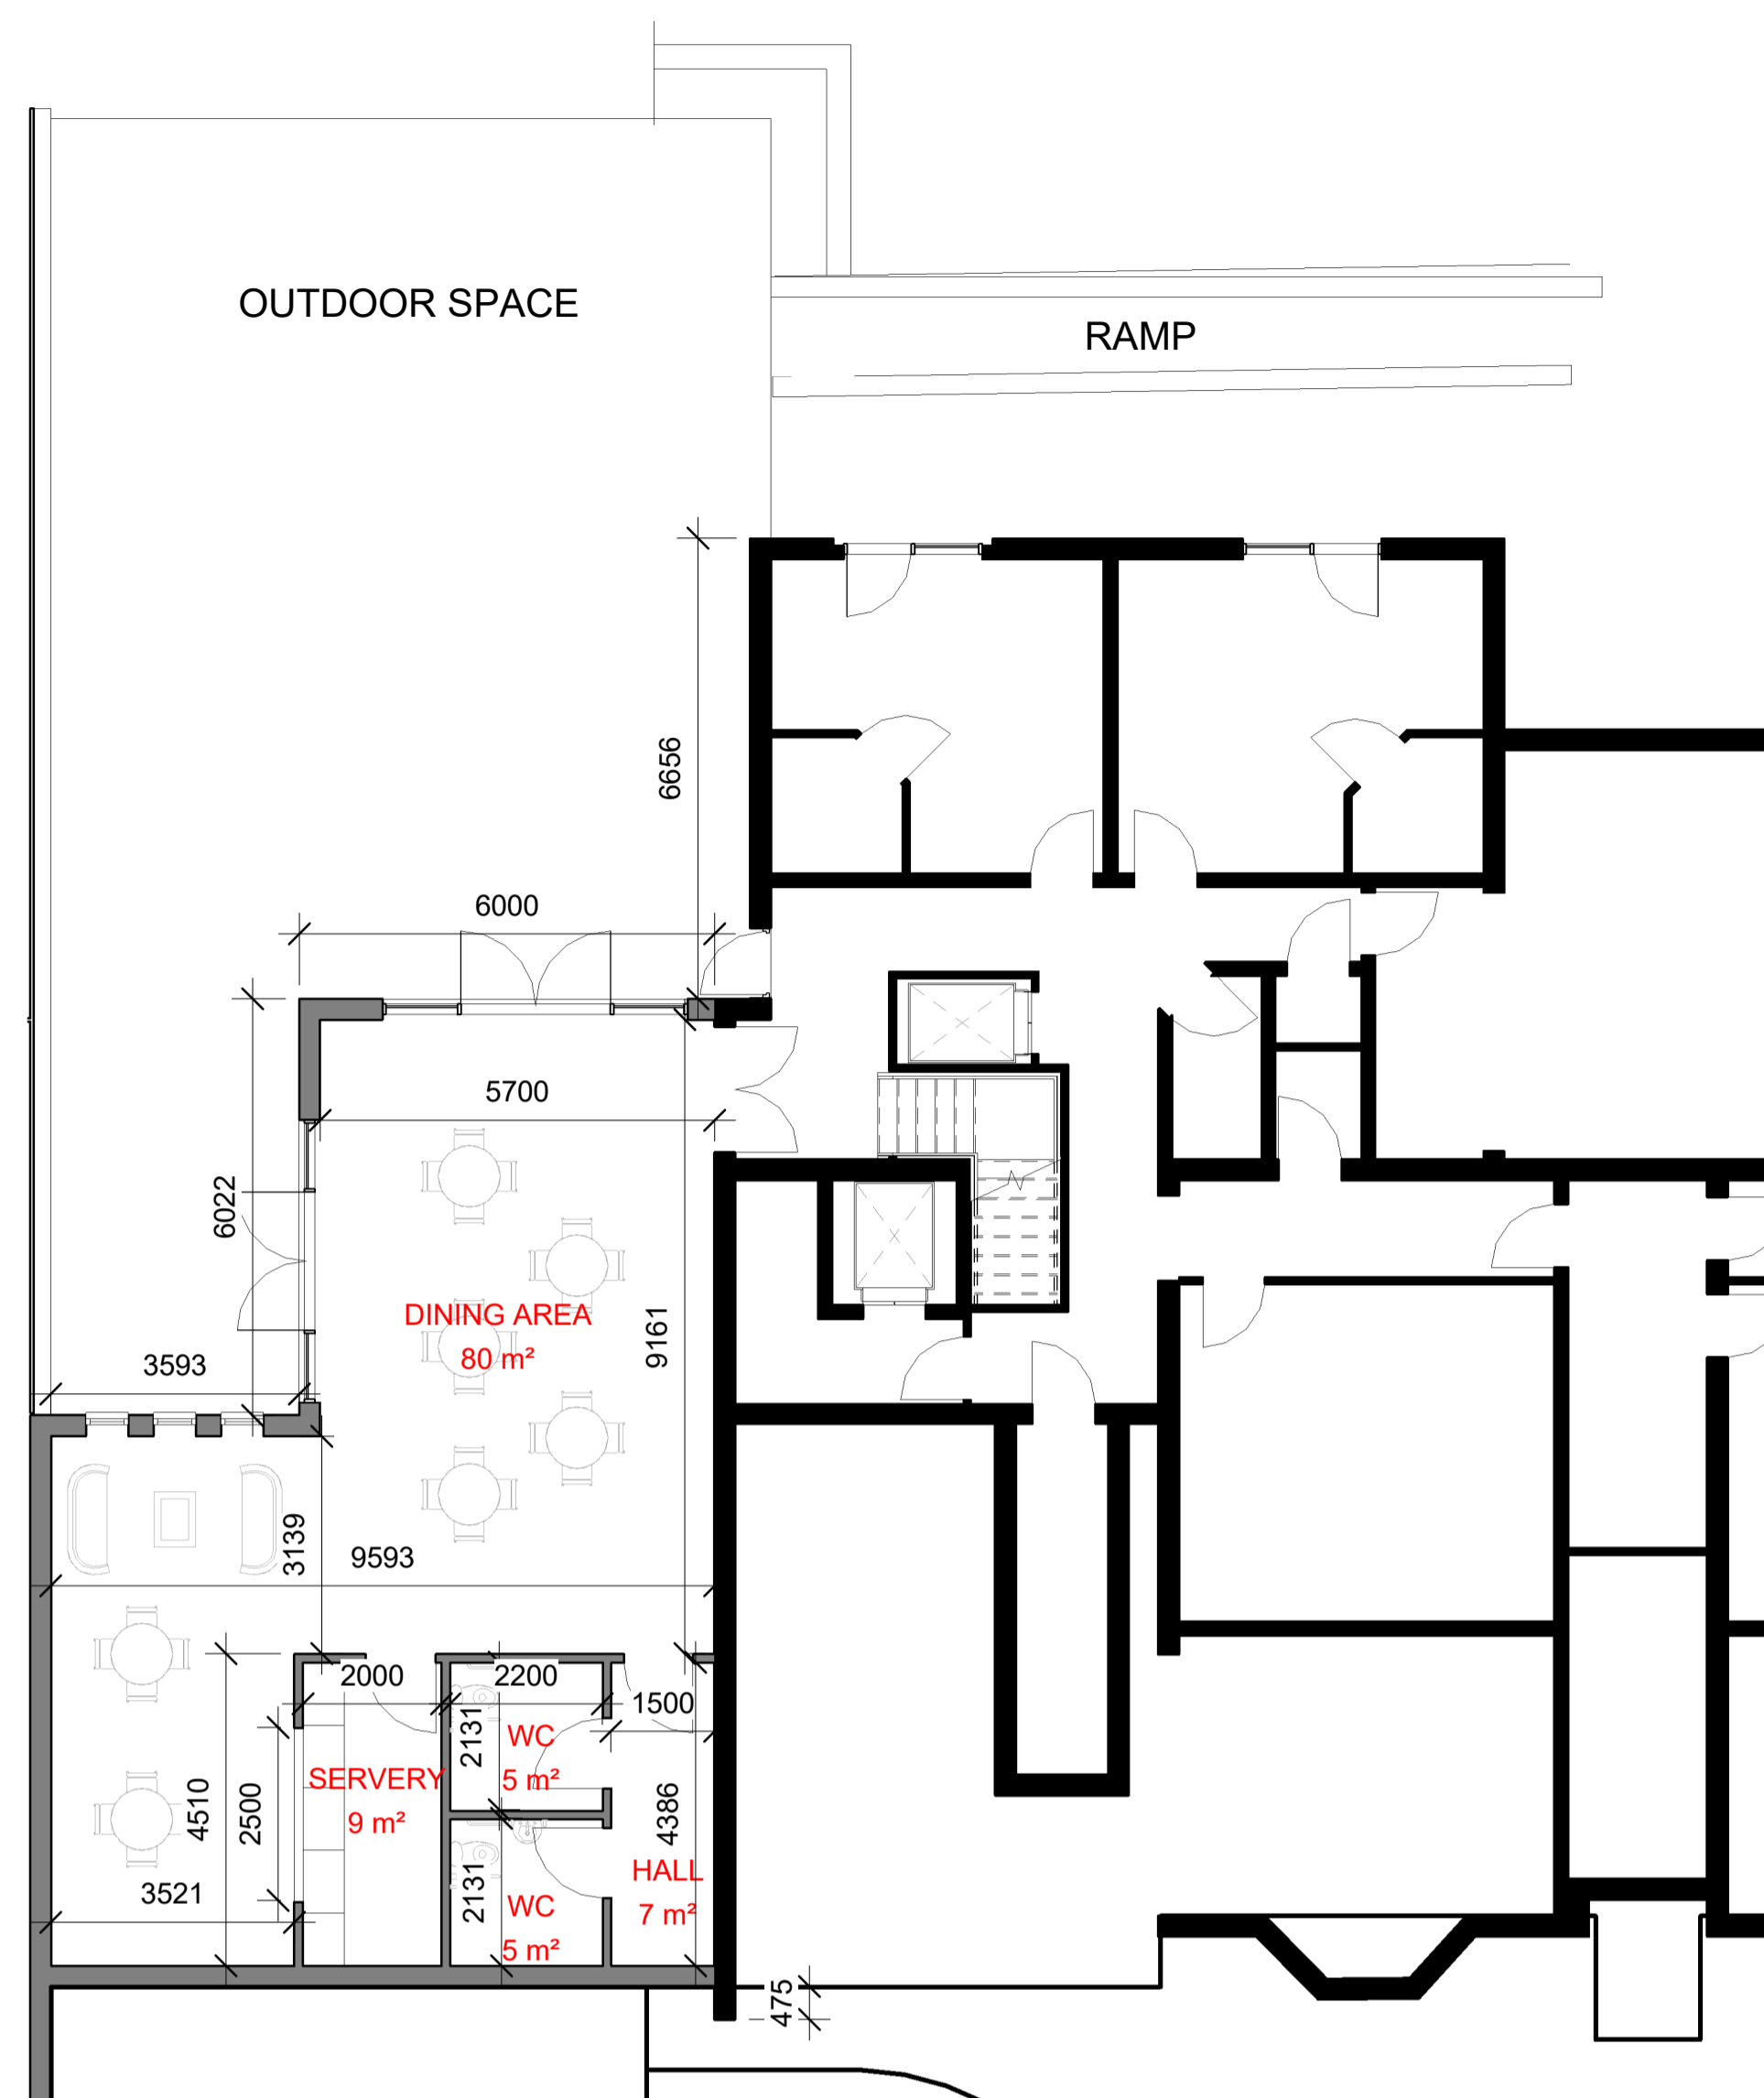 OUTDOOR SPACE
RAMP
6656
6000
5700
6022
DINING AREA
80 m²
9161
3593
3139
9593
2000
2200
1500
2131
WC
5 m²
SERVERY
9 m²
4510
2500
4386
3521
2131
WC
5 m²
HALL
7 m²
475